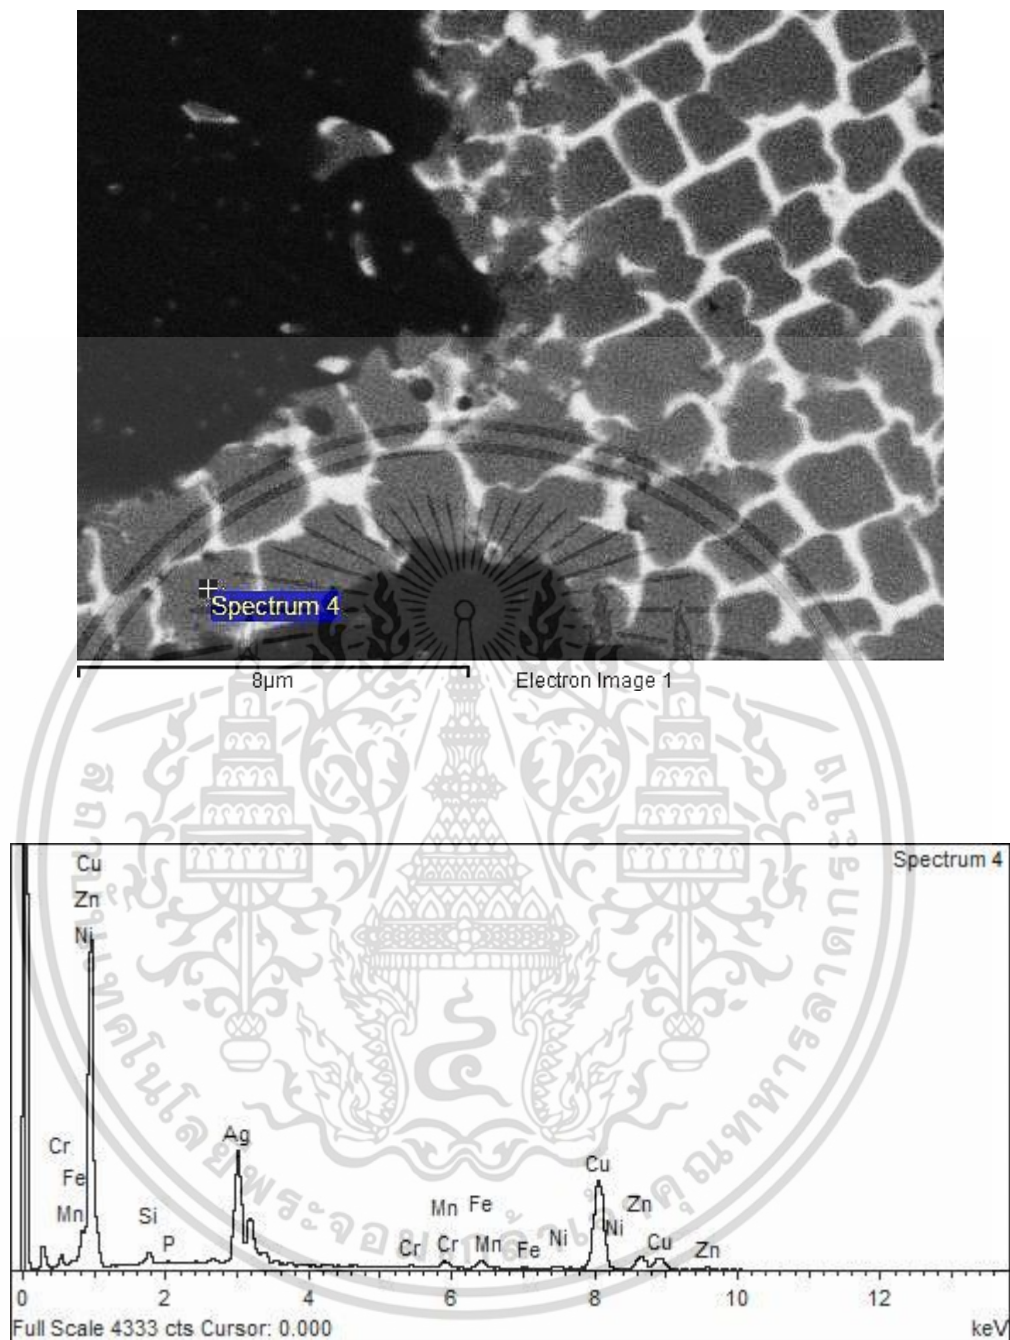 Spectrum 4
8µm
Electron Image 1
Spectrum 4
Cu
Zn
Ni
Cr
Fe
Mn
Si
P
Ag
Cr
Mn
Cr
Fe
Mn
Fe
Ni
Cu
Ni
Zn
Cu
Zn
0 2 4 6 8 10 12
Full Scale 4333 cts Cursor: 0.000
keV